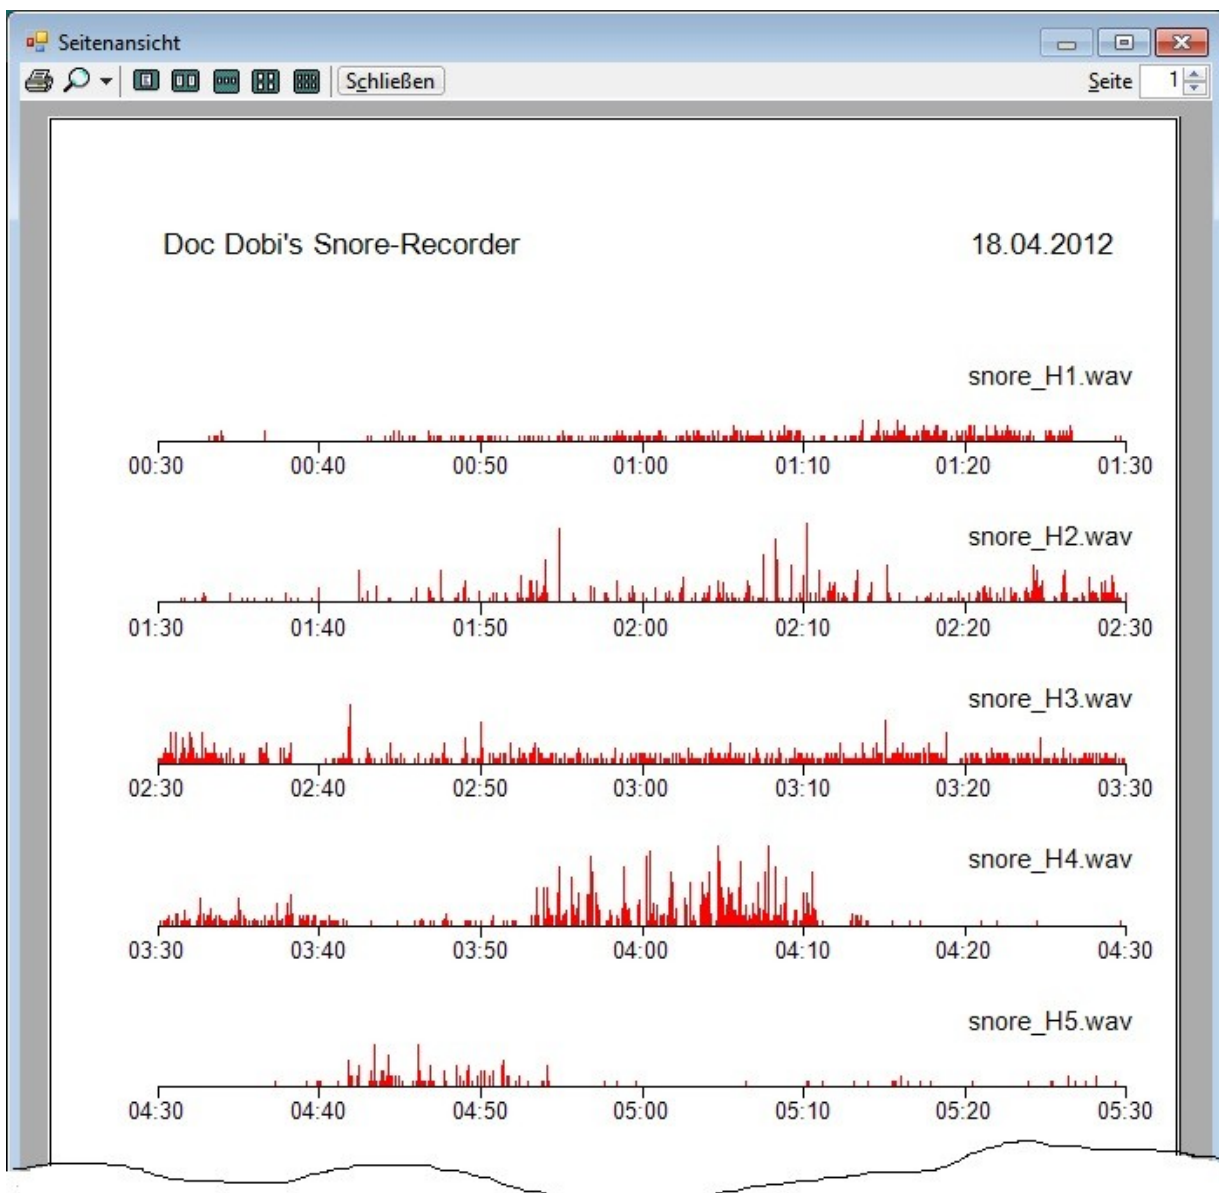 Seitenansicht
Schließen Seite 1
Doc Dobi's Snore-Recorder 18.04.2012
snore_H1.wav
00:30 00:40 00:50 01:00 01:10 01:20 01:30
snore_H2.wav
01:30 01:40 01:50 02:00 02:10 02:20 02:30
snore_H3.wav
02:30 02:40 02:50 03:00 03:10 03:20 03:30
snore_H4.wav
03:30 03:40 03:50 04:00 04:10 04:20 04:30
snore_H5.wav
04:30 04:40 04:50 05:00 05:10 05:20 05:30